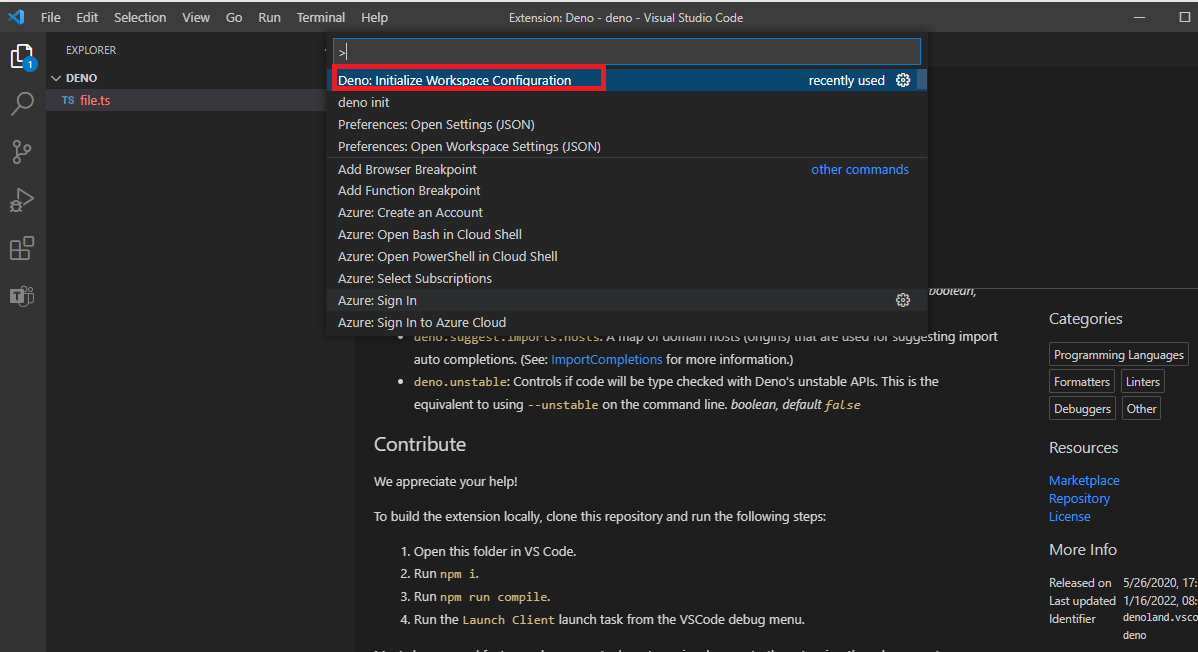 File Edit Selection View Go Run Terminal Help Extension: Deno - deno - Visual Studio Code
EXPLORER
DENO
TS file.ts
1
>
Deno: Initialize Workspace Configuration recently used
deno init
Preferences: Open Settings (JSON)
Preferences: Open Workspace Settings (JSON)
Add Browser Breakpoint other commands
Add Function Breakpoint
Azure: Create an Account
Azure: Open Bash in Cloud Shell
Azure: Open PowerShell in Cloud Shell
Azure: Select Subscriptions
Azure: Sign In
Azure: Sign In to Azure Cloud
boolean,
deno.suggest.imports.hosts: A map of domain hosts (origins) that are used for suggesting import
auto completions. (See: ImportCompletions for more information.)
deno.unstable: Controls if code will be type checked with Deno's unstable APIs. This is the
equivalent to using --unstable on the command line. boolean, default false
Contribute
We appreciate your help!
To build the extension locally, clone this repository and run the following steps:
1. Open this folder in VS Code.
2. Run npm i.
3. Run npm run compile.
4. Run the Launch Client launch task from the VSCode debug menu.
Categories
Programming Languages
Formatters Linters
Debuggers Other
Resources
Marketplace
Repository
License
More Info
Released on 5/26/2020, 17:
Last updated 1/16/2022, 08:
Identifier denoland.vsco
deno